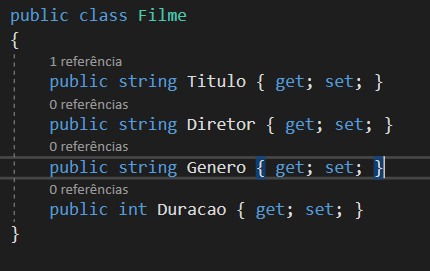 public class Filme
{
1 referência
public string Titulo { get; set; }
0 referências
public string Diretor { get; set; }
0 referências
public string Genero { get; set; }
0 referências
public int Duracao { get; set; }
}